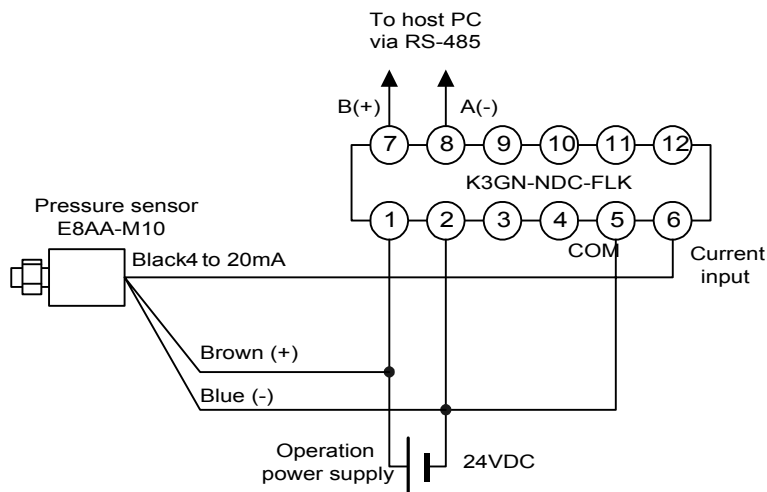 To host PC
via RS-485
B(+)
A(-)
7
8
9
10
11
12
K3GN-NDC-FLK
Pressure sensor
E8AA-M10
1
2
3
4
5
6
COM
Current
input
Black4 to 20mA
Brown (+)
Blue (-)
Operation
power supply
24VDC